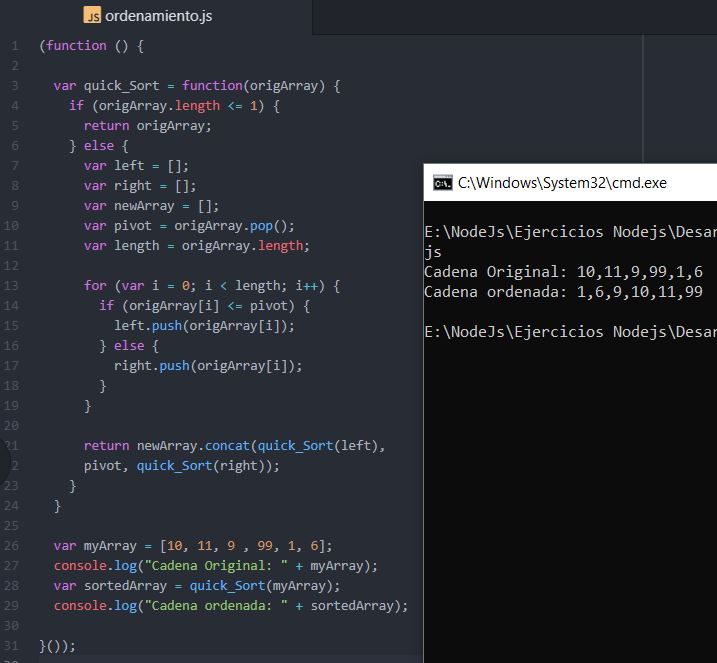 JS ordenamiento.js
1 (function () {
2
3 var quick_Sort = function(origArray) {
4 if (origArray.length <= 1) {
5 return origArray;
6 } else {
7 var left = [];
8 var right = [];
9 var newArray = [];
10 var pivot = origArray.pop();
11 var length = origArray.length;
12
13 for (var i = 0; i < length; i++) {
14 if (origArray[i] <= pivot) {
15 left.push(origArray[i]);
16 } else {
17 right.push(origArray[i]);
18 }
19 }
20
21 return newArray.concat(quick_Sort(left),
2 pivot, quick_Sort(right));
23 }
24 }
25
26 var myArray = [10, 11, 9 , 99, 1, 6];
27 console.log("Cadena Original: " + myArray);
28 var sortedArray = quick_Sort(myArray);
29 console.log("Cadena ordenada: " + sortedArray);
30
31 }());
C:\Windows\System32\cmd.exe
E:\NodeJs\Ejercicios Nodejs\Desar
js
Cadena Original: 10,11,9,99,1,6
Cadena ordenada: 1,6,9,10,11,99
E:\NodeJs\Ejercicios Nodejs\Desar